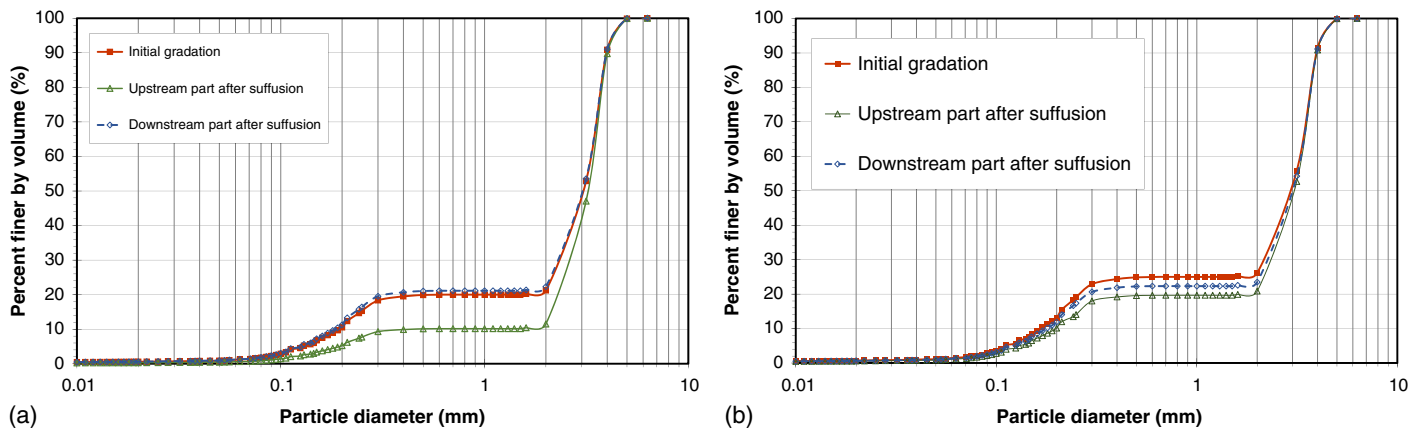 Percent finer by volume (%)
100
90
80
70
60
50
40
30
20
10
0
Initial gradation
Upstream part after suffusion
Downstream part after suffusion
0.01
0.1
1
10
Particle diameter (mm)
(a)
Percent finer by volume (%)
100
90
80
70
60
50
40
30
20
10
0
Initial gradation
Upstream part after suffusion
Downstream part after suffusion
0.01
0.1
1
10
Particle diameter (mm)
(b)